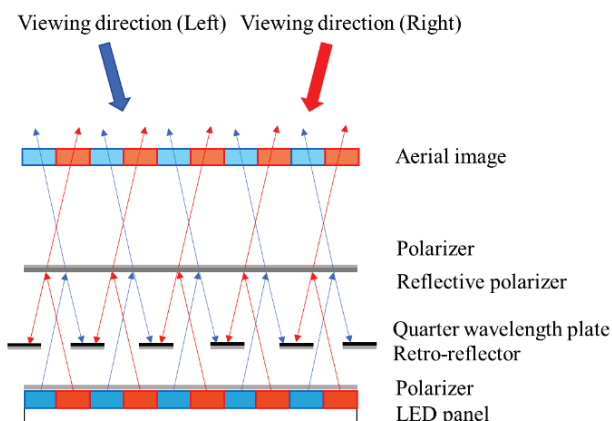 Viewing direction (Left)
Viewing direction (Right)
Aerial image
Polarizer
Reflective polarizer
Quarter wavelength plate
Retro-reflector
Polarizer
LED panel